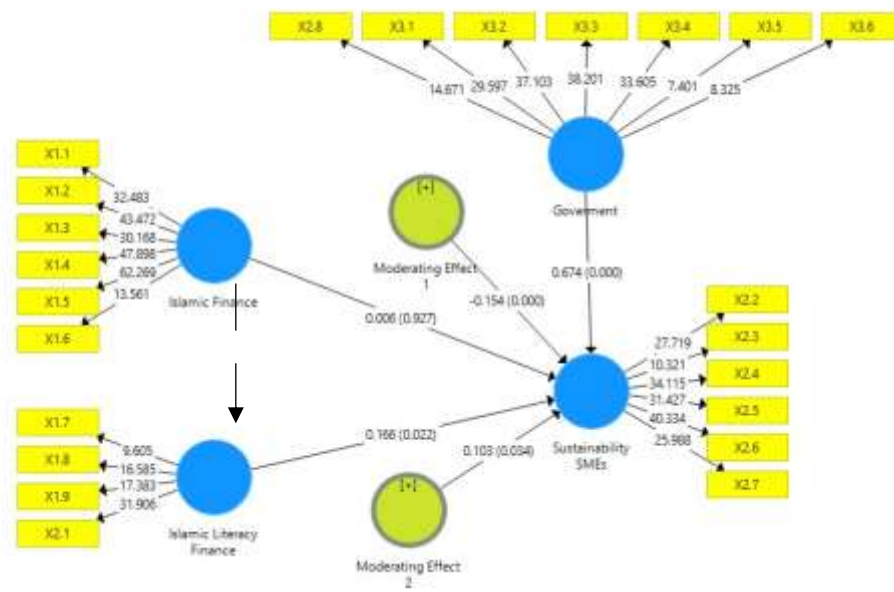 X2.8
X3.1
X3.2
X3.3
X3.4
X3.5
X3.6
14.671
29.597
37.103
38.201
33.605
7.401
8.325
Goverment
X1.1
X1.2
X1.3
X1.4
X1.5
X1.6
32.483
43.472
30.168
47.898
62.269
13.561
Islamic Finance
[+]
Moderating Effect
1
0.674 (0.000)
-0.154 (0.000)
0.006 (0.927)
X2.2
X2.3
X2.4
X2.5
X2.6
X2.7
27.719
10.321
34.115
31.427
40.334
25.988
Sustainability
SMEs
X1.7
X1.8
X1.9
X2.1
9.605
16.585
17.383
31.906
Islamic Literacy
Finance
0.166 (0.022)
0.103 (0.034)
[+]
Moderating Effect
2